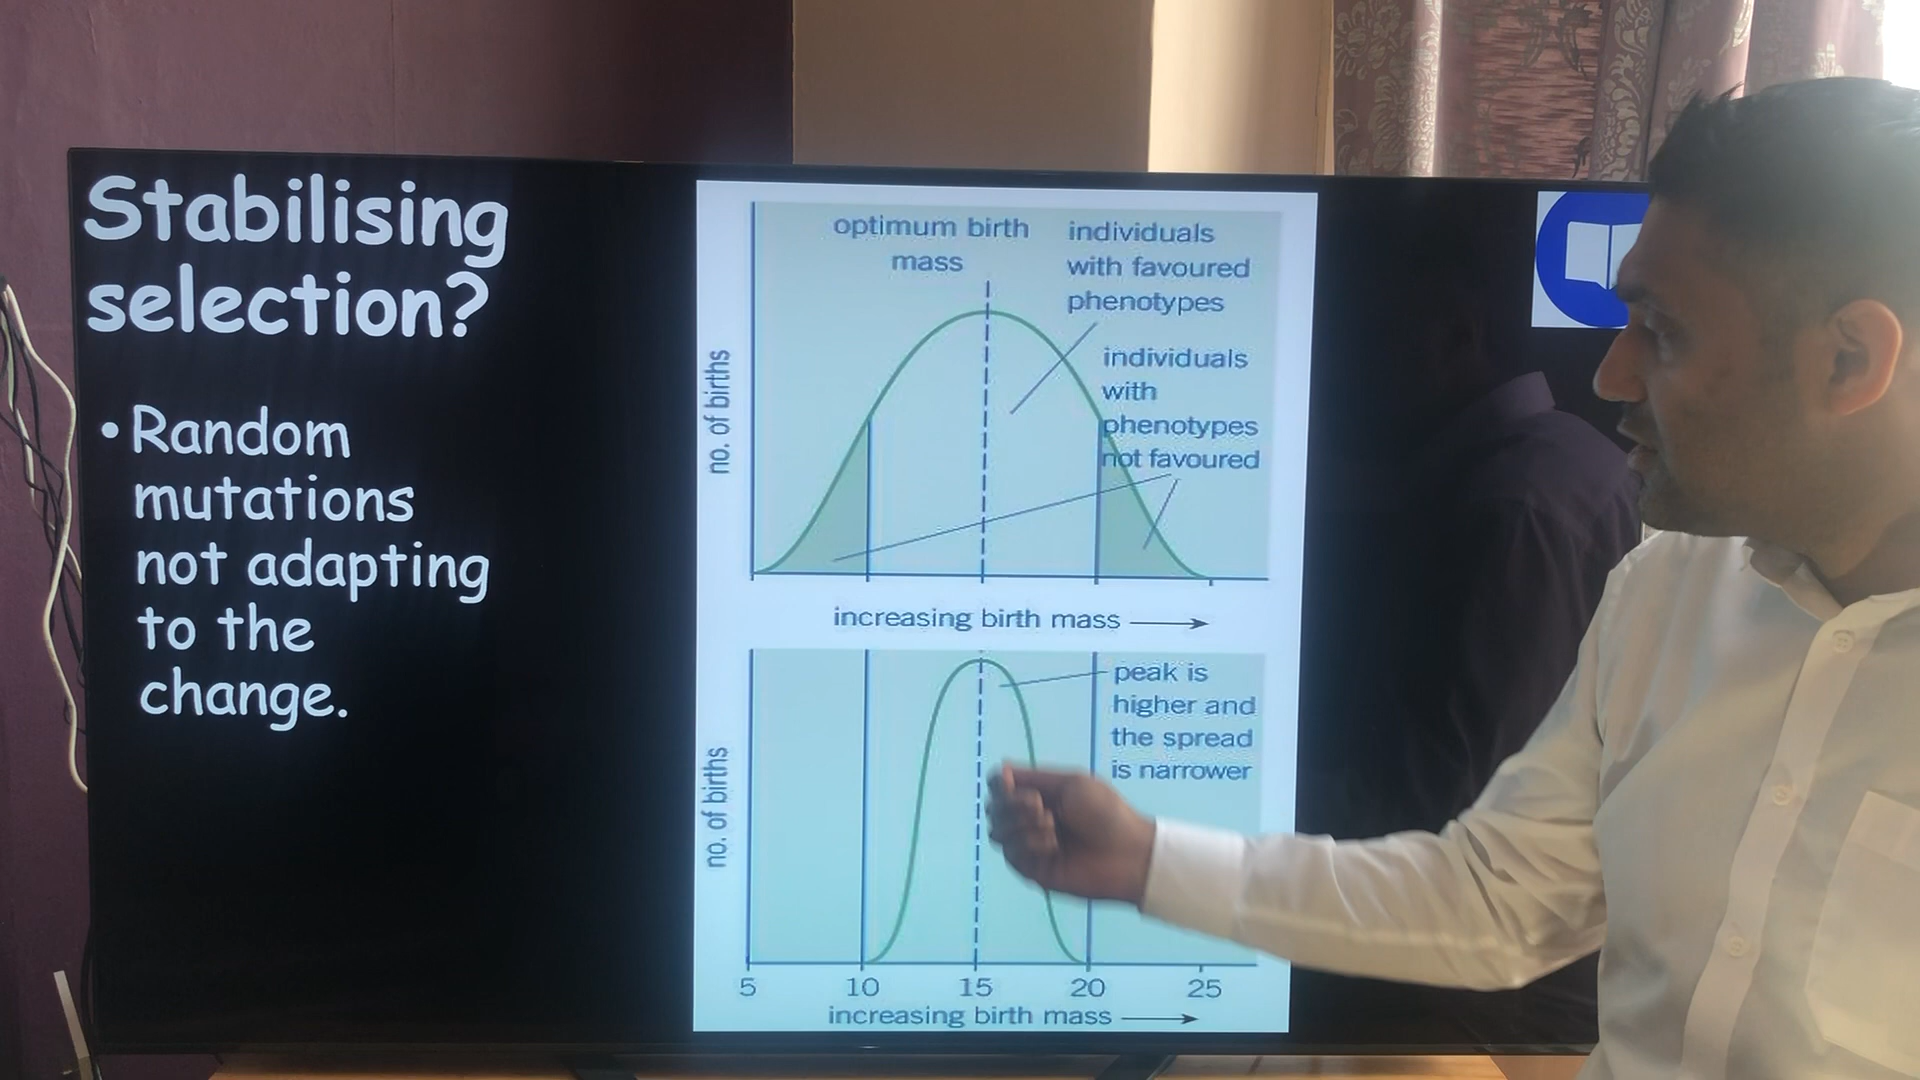 Stabilising
selection?
• Random
mutations
not adapting
to the
change.
optimum birth
mass
individuals
with favoured
phenotypes
individuals
with
phenotypes
not favoured
no. of births
increasing birth mass
peak is
higher and
the spread
is narrower
no. of births
5 10 15 20 25
increasing birth mass